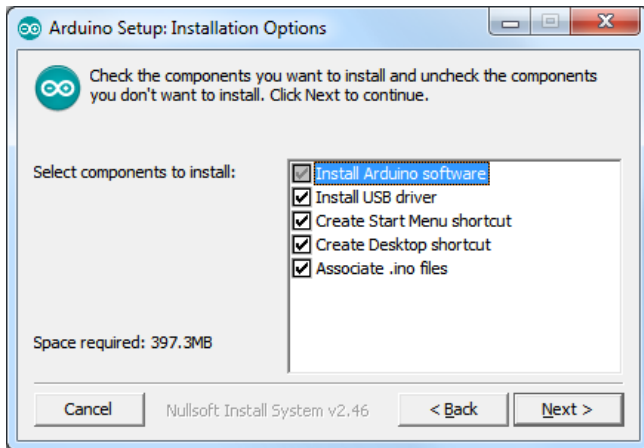 Arduino Setup: Installation Options
Check the components you want to install and uncheck the components
you don't want to install. Click Next to continue.
Select components to install:
Install Arduino software
Install USB driver
Create Start Menu shortcut
Create Desktop shortcut
Associate .ino files
Space required: 397.3MB
Cancel
Nullsoft Install System v2.46
< Back
Next >